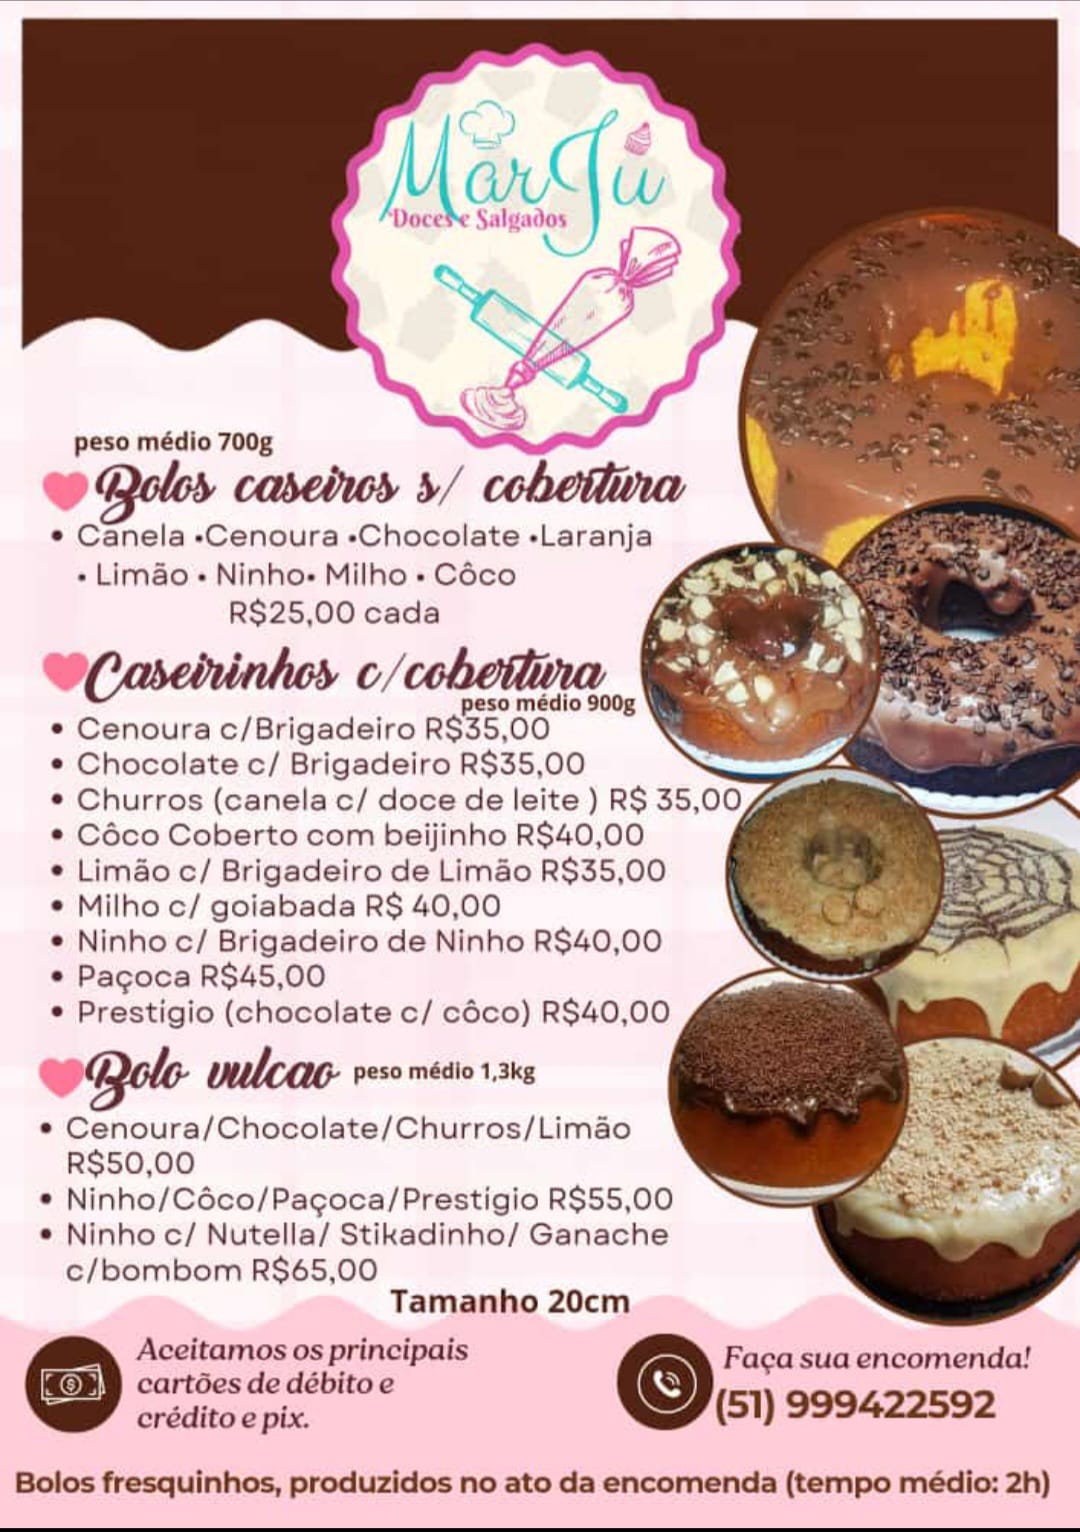 MarJu
Doces e Salgados
peso médio 700g
Bolos caseiros s/ cobertura
• Canela •Cenoura •Chocolate •Laranja
• Limão • Ninho• Milho • Côco
R$25,00 cada
Caseirinhos c/cobertura
peso médio 900g
• Cenoura c/Brigadeiro R$35,00
• Chocolate c/ Brigadeiro R$35,00
• Churros (canela c/ doce de leite ) R$ 35,00
• Côco Coberto com beijinho R$40,00
• Limão c/ Brigadeiro de Limão R$35,00
• Milho c/ goiabada R$ 40,00
• Ninho c/ Brigadeiro de Ninho R$40,00
• Paçoca R$45,00
• Prestígio (chocolate c/ côco) R$40,00
Bolo vulcao peso médio 1,3kg
• Cenoura/Chocolate/Churros/Limão
R$50,00
• Ninho/Côco/Paçoca/Prestígio R$55,00
• Ninho c/ Nutella/ Stikadinho/ Ganache
c/bombom R$65,00
Tamanho 20cm
Aceitamos os principais
cartões de débito e
crédito e pix.
Faça sua encomenda!
(51) 999422592
Bolos fresquinhos, produzidos no ato da encomenda (tempo médio: 2h)